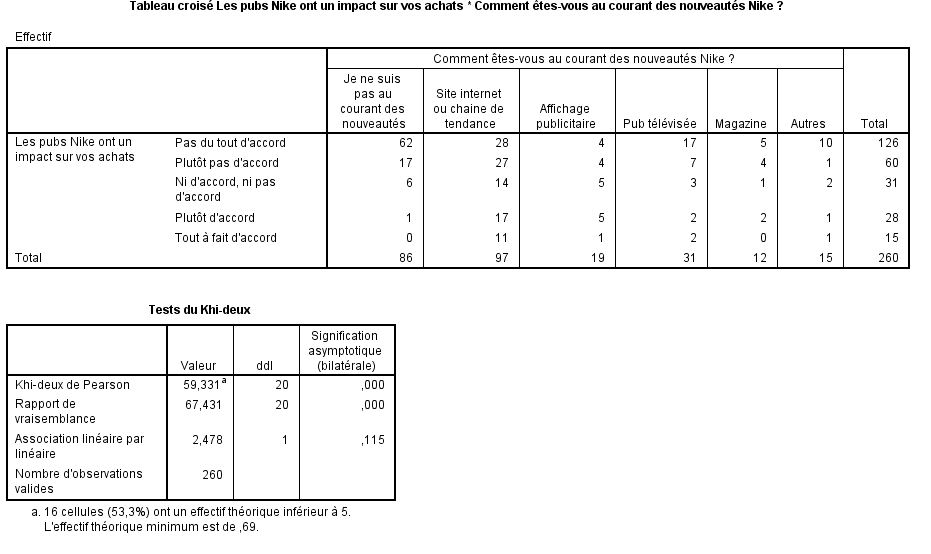 Tableau croisé Les pubs Nike ont un impact sur vos achats * Comment êtes-vous au courant des nouveautés Nike ?
Effectif
Comment êtes-vous au courant des nouveautés Nike ?
Je ne suis pas au courant des nouveautés Site internet ou chaine de tendance Affichage publicitaire Pub télévisée Magazine Autres Total
Les pubs Nike ont un impact sur vos achats Pas du tout d'accord 62 28 4 17 5 10 126
Plutôt pas d'accord 17 27 4 7 4 1 60
Ni d'accord, ni pas d'accord 6 14 5 3 1 2 31
Plutôt d'accord 1 17 5 2 2 1 28
Tout à fait d'accord 0 11 1 2 0 1 15
Total 86 97 19 31 12 15 260
Tests du Khi-deux
Valeur ddl Signification asymptotique (bilatérale)
Khi-deux de Pearson 59,331a 20 ,000
Rapport de vraisemblance 67,431 20 ,000
Association linéaire par linéaire 2,478 1 ,115
Nombre d'observations valides 260
a. 16 cellules (53,3%) ont un effectif théorique inférieur à 5.
L'effectif théorique minimum est de ,69.